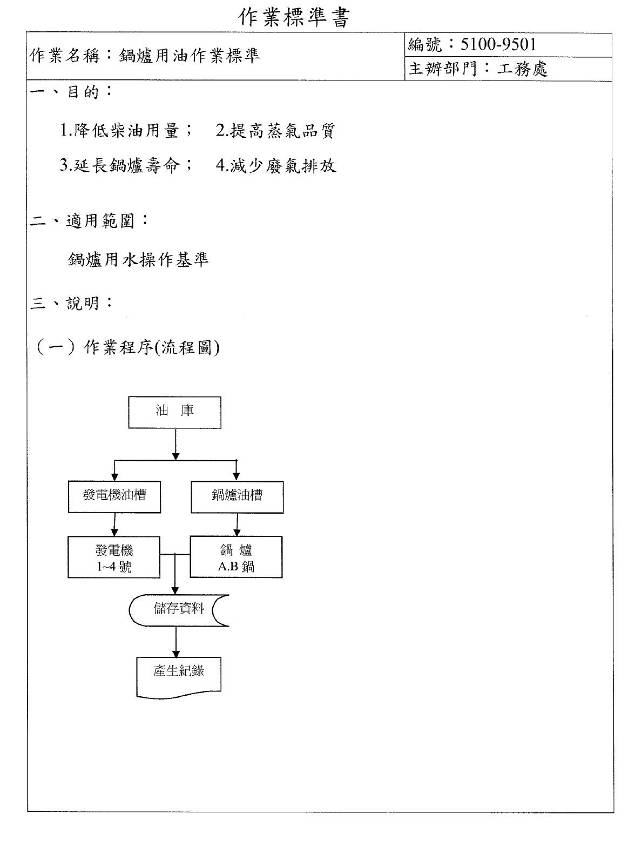 作業標準書
作業名稱：鍋爐用油作業標準
編號：5100-9501
主辦部門：工務處
一、目的：
1.降低柴油用量； 2.提高蒸氣品質
3.延長鍋爐壽命； 4.減少廢氣排放
二、適用範圍：
鍋爐用水操作基準
三、說明：
（一）作業程序(流程圖)
油 庫
發電機油槽
鍋爐油槽
發電機
1~4 號
鍋 爐
A.B 鍋
儲存資料
產生紀錄